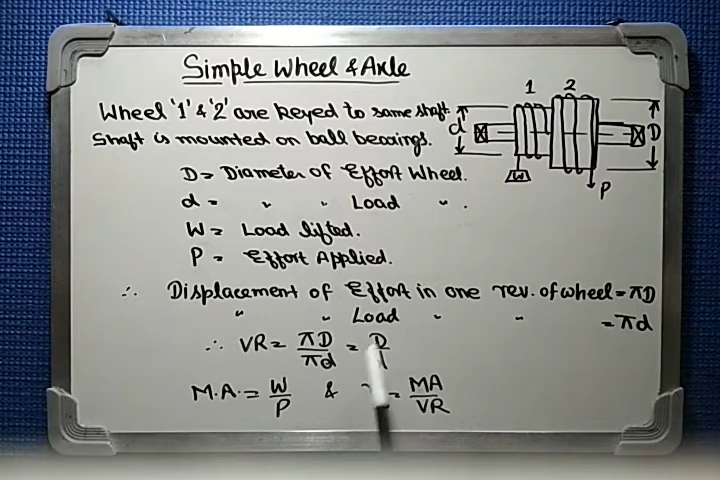 Simple Wheel & Axle
Wheel '1' & '2' are keyed to same shaft
Shaft is mounted on ball bearings.
1 2
d D
W P
D = Diameter of Effort Wheel.
d = " " Load " .
W = Load lifted.
P = Effort Applied.
∴ Displacement of Effort in one rev. of wheel = πD
" " Load " " = πd
∴ VR = πD/πd = D/
M.A. = W/P & = MA/VR